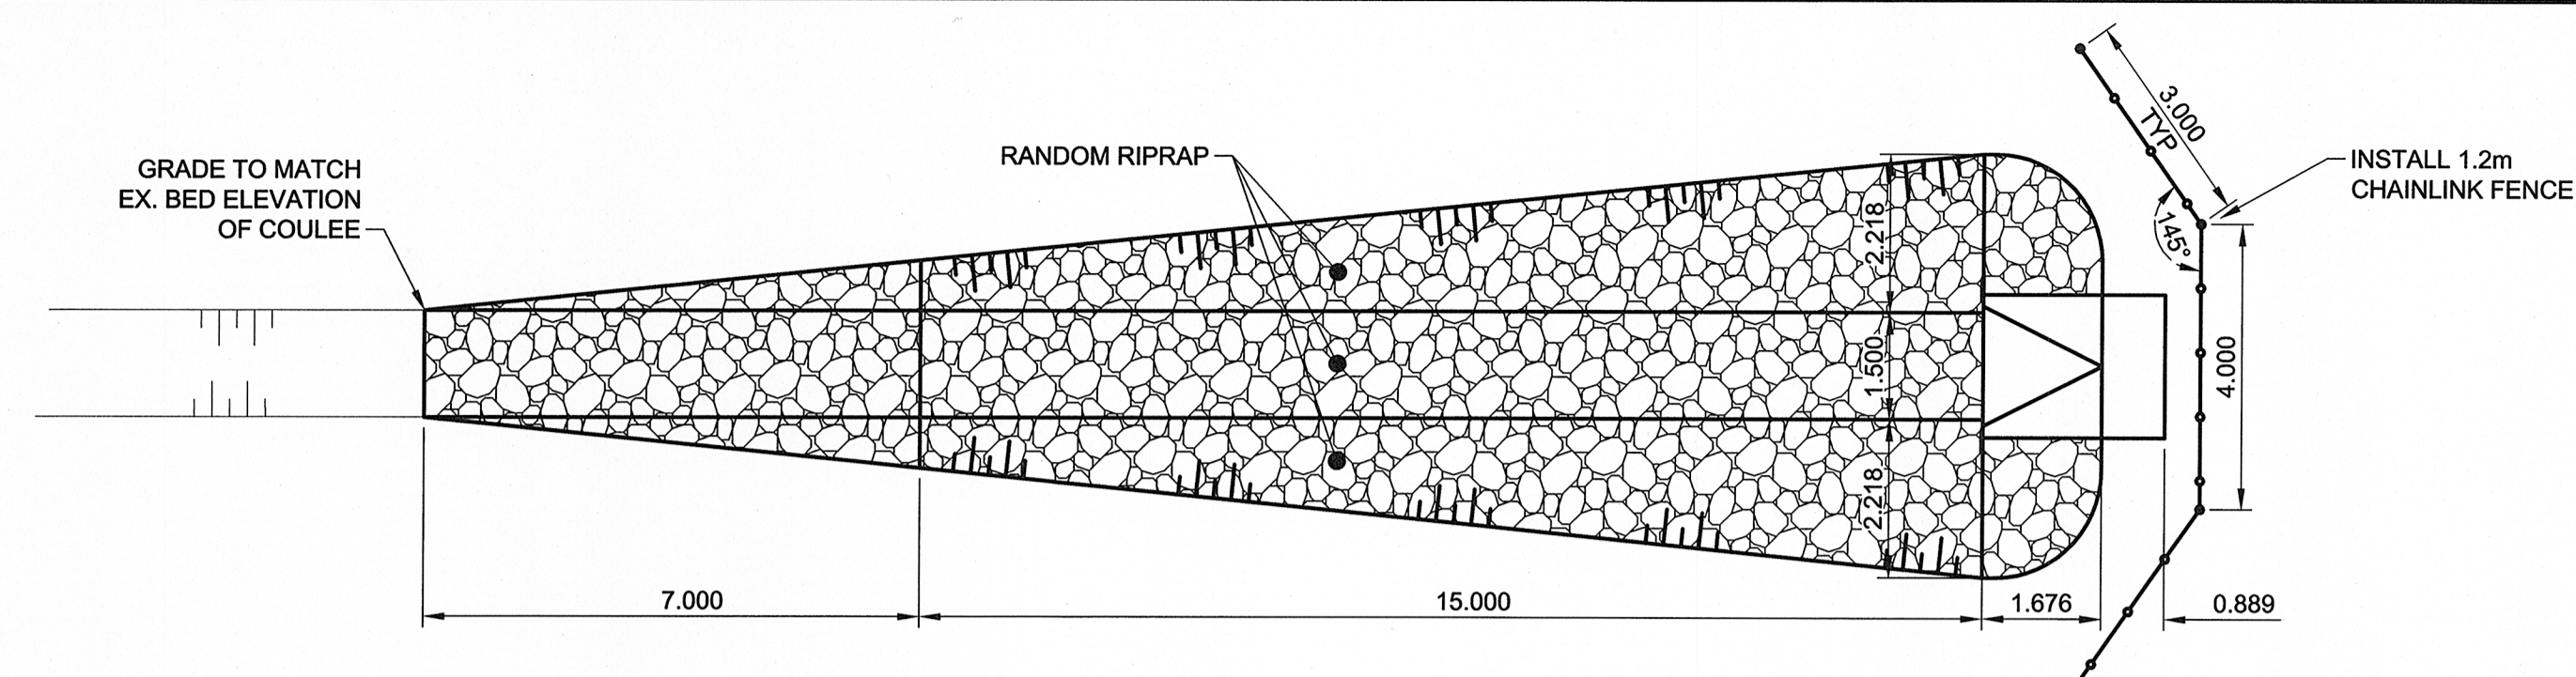 GRADE TO MATCH
EX. BED ELEVATION
OF COULEE
RANDOM RIPRAP
3.000
TYP
INSTALL 1.2m
CHAINLINK FENCE
145°
2.218
1.500
2.218
4.000
7.000
15.000
1.676
0.889